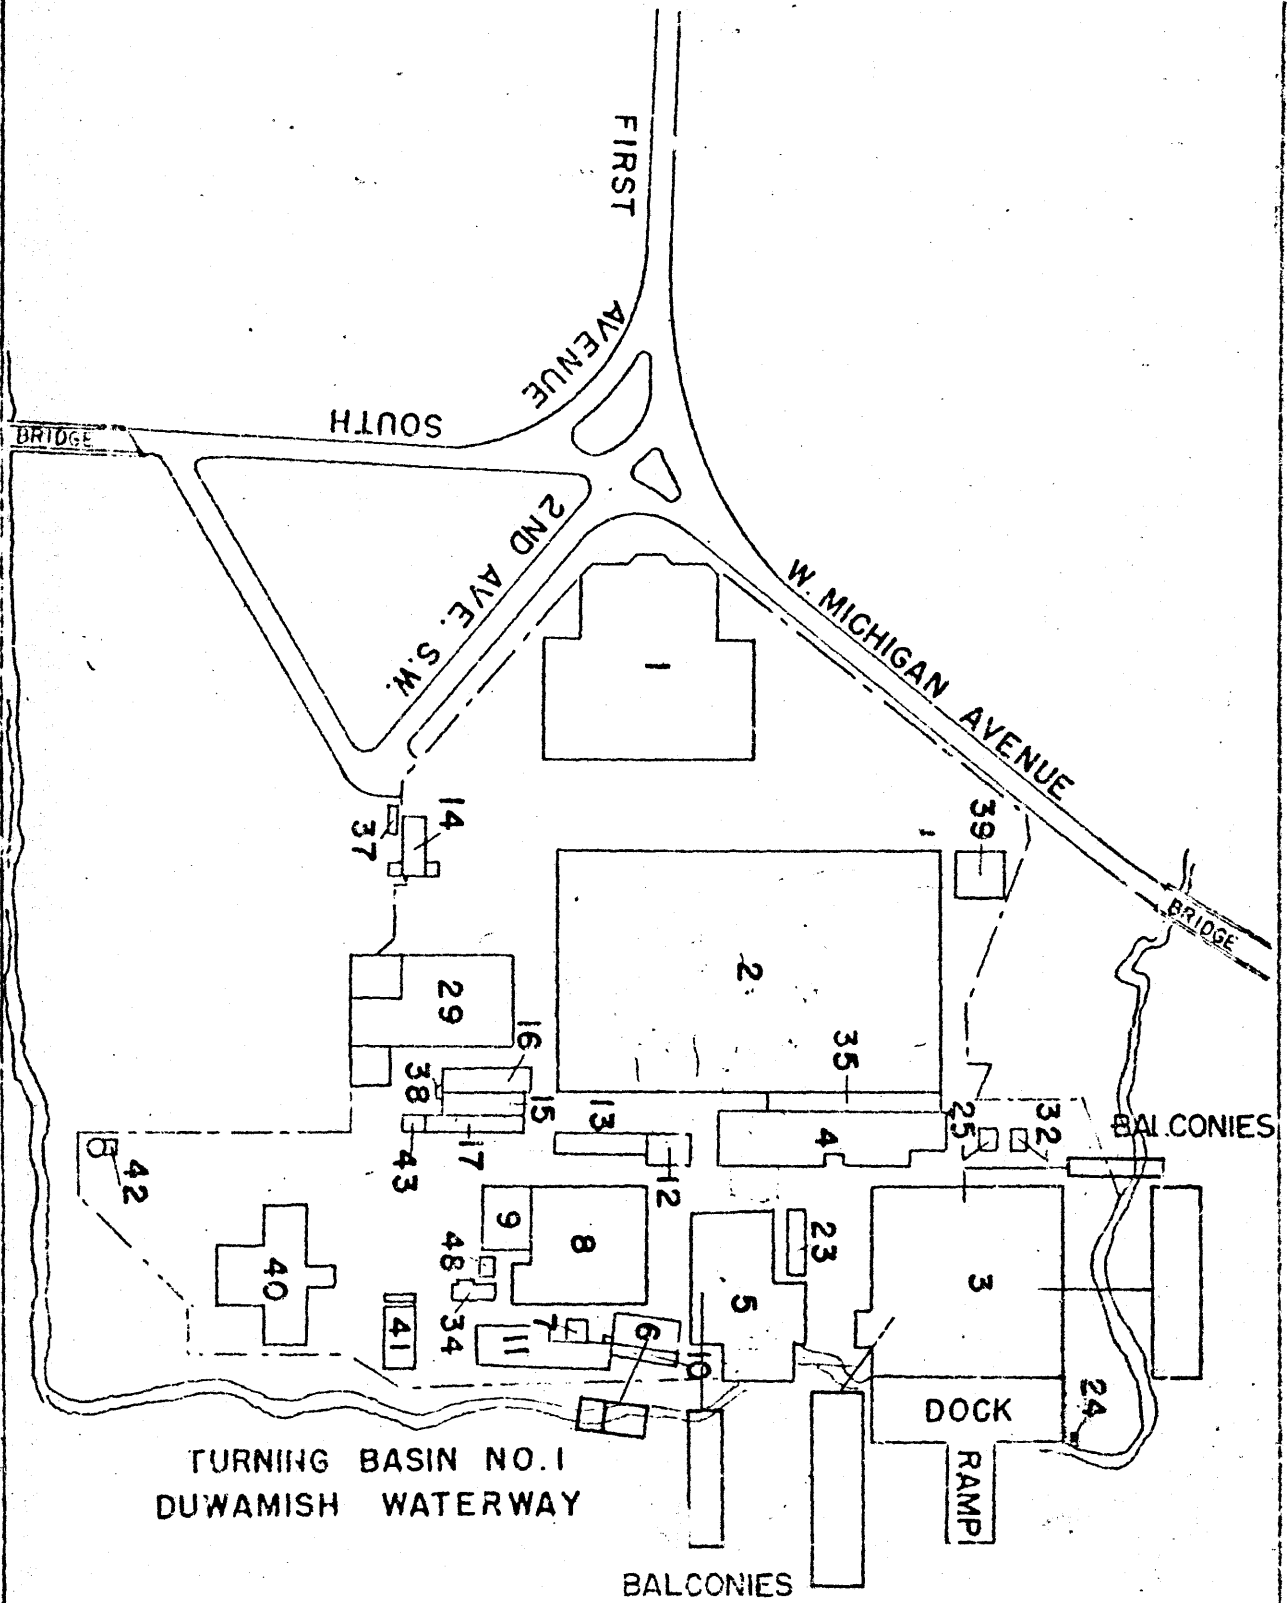 FIRST
AVENUE
SOUTH
BRIDGE
2ND AVE. S.W.
W. MICHIGAN AVENUE
BRIDGE
1
14
37
39
2
29
16
35
38
15
13
25
32
BALCONIES
4
43
17
12
42
9
8
23
48
40
5
3
34
7
6
41
11
10
24
DOCK
RAMP
TURNING BASIN NO. 1
DUWAMISH WATERWAY
BALCONIES